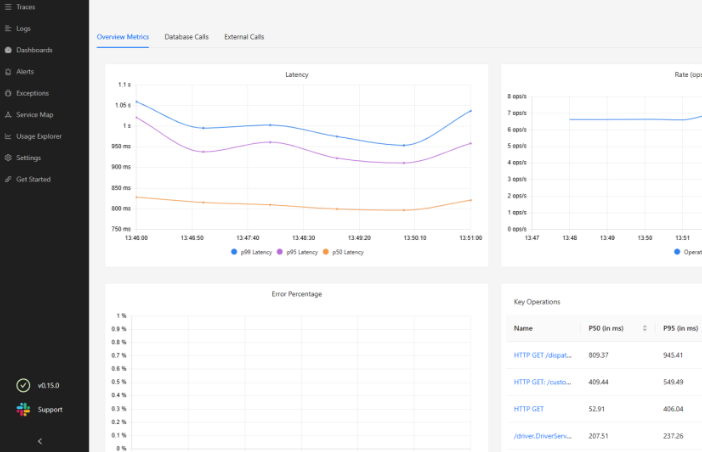 Traces
Logs
Dashboards
Alerts
Exceptions
Service Map
Usage Explorer
Settings
Get Started
v0.15.0
Support
Overview Metrics Database Calls External Calls
Latency
1.1 s
1.05 s
1 s
950 ms
900 ms
850 ms
800 ms
750 ms
13:46:00 13:46:50 13:47:40 13:48:30 13:49:20 13:50:10 13:51:00
p99 Latency p95 Latency p50 Latency
Rate (ops
8 ops/s
7 ops/s
6 ops/s
5 ops/s
4 ops/s
3 ops/s
2 ops/s
1 ops/s
0 ops/s
13:47 13:48 13:49 13:50 13:51
Operat
Error Percentage
1 %
0.9 %
0.8 %
0.7 %
0.6 %
0.5 %
0.4 %
0.3 %
0.2 %
0.1 %
0 %
Key Operations
Name P50 (in ms) P95 (in ms)
HTTP GET /dispat... 809.37 945.41
HTTP GET: /custo... 409.44 549.49
HTTP GET 52.91 406.04
/driver.DriverServ... 207.51 237.26